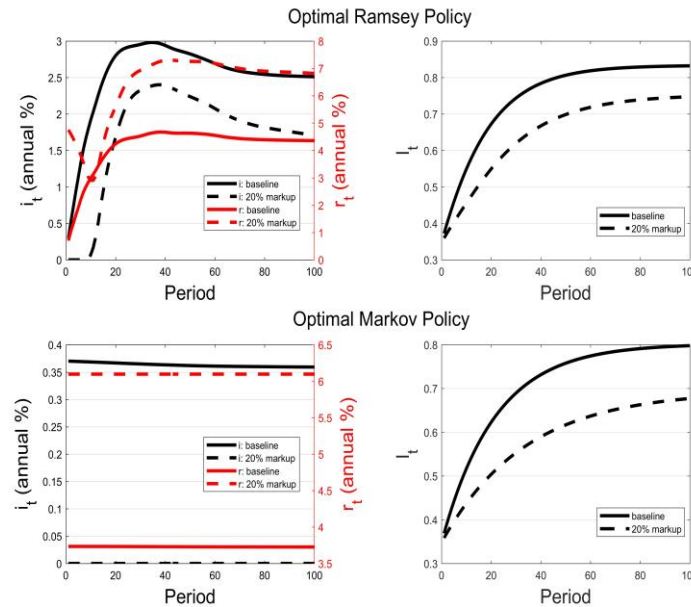 Optimal Ramsey Policy
i_t (annual %)
3
2.5
2
1.5
1
0.5
0
8
7
6
5
4
3
2
1
0
r_t (annual %)
i: baseline
i: 20% markup
r: baseline
r: 20% markup
0 20 40 60 80 100
Period
l_t
0.9
0.8
0.7
0.6
0.5
0.4
0.3
baseline
20% markup
0 20 40 60 80 100
Period
Optimal Markov Policy
i_t (annual %)
0.4
0.35
0.3
0.25
0.2
0.15
0.1
0.05
0
6.5
6
5.5
5
4.5
4
3.5
r_t (annual %)
i: baseline
i: 20% markup
r: baseline
r: 20% markup
0 20 40 60 80 100
Period
l_t
0.8
0.7
0.6
0.5
0.4
0.3
baseline
20% markup
0 20 40 60 80 100
Period